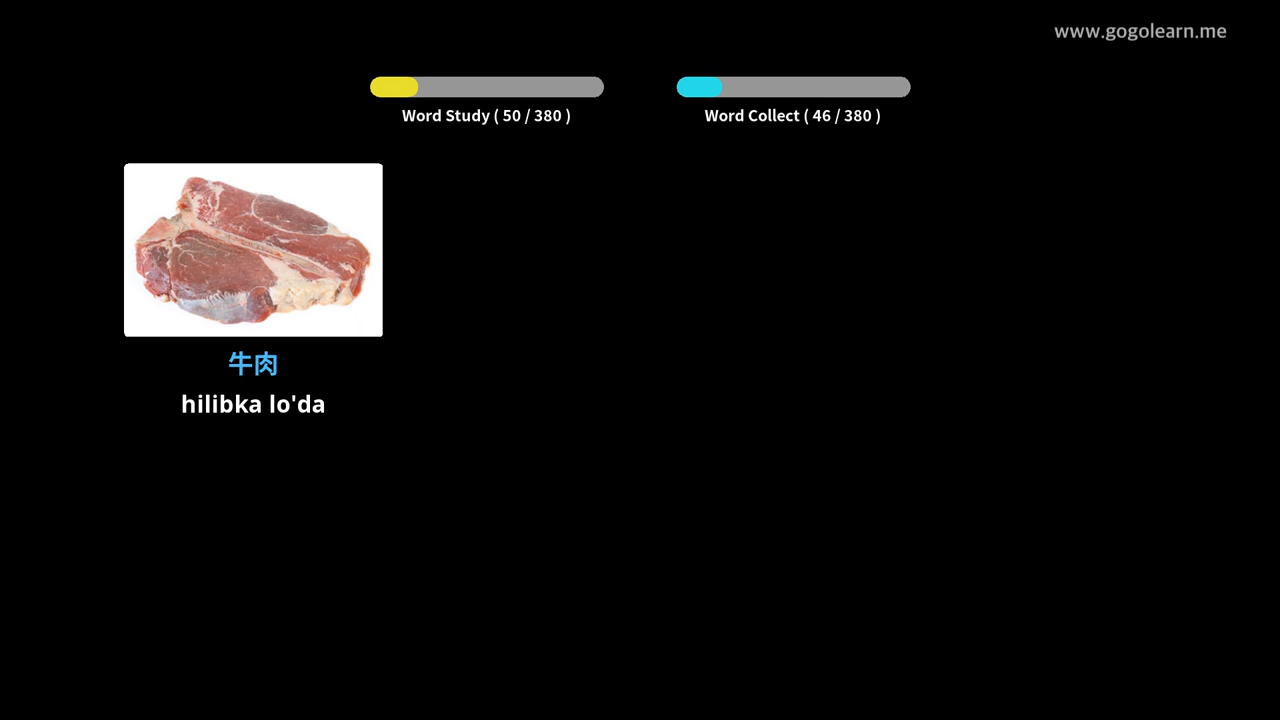 www.gogolearn.me
Word Study ( 50 / 380 )
Word Collect ( 46 / 380 )
牛肉
hilibka lo'da